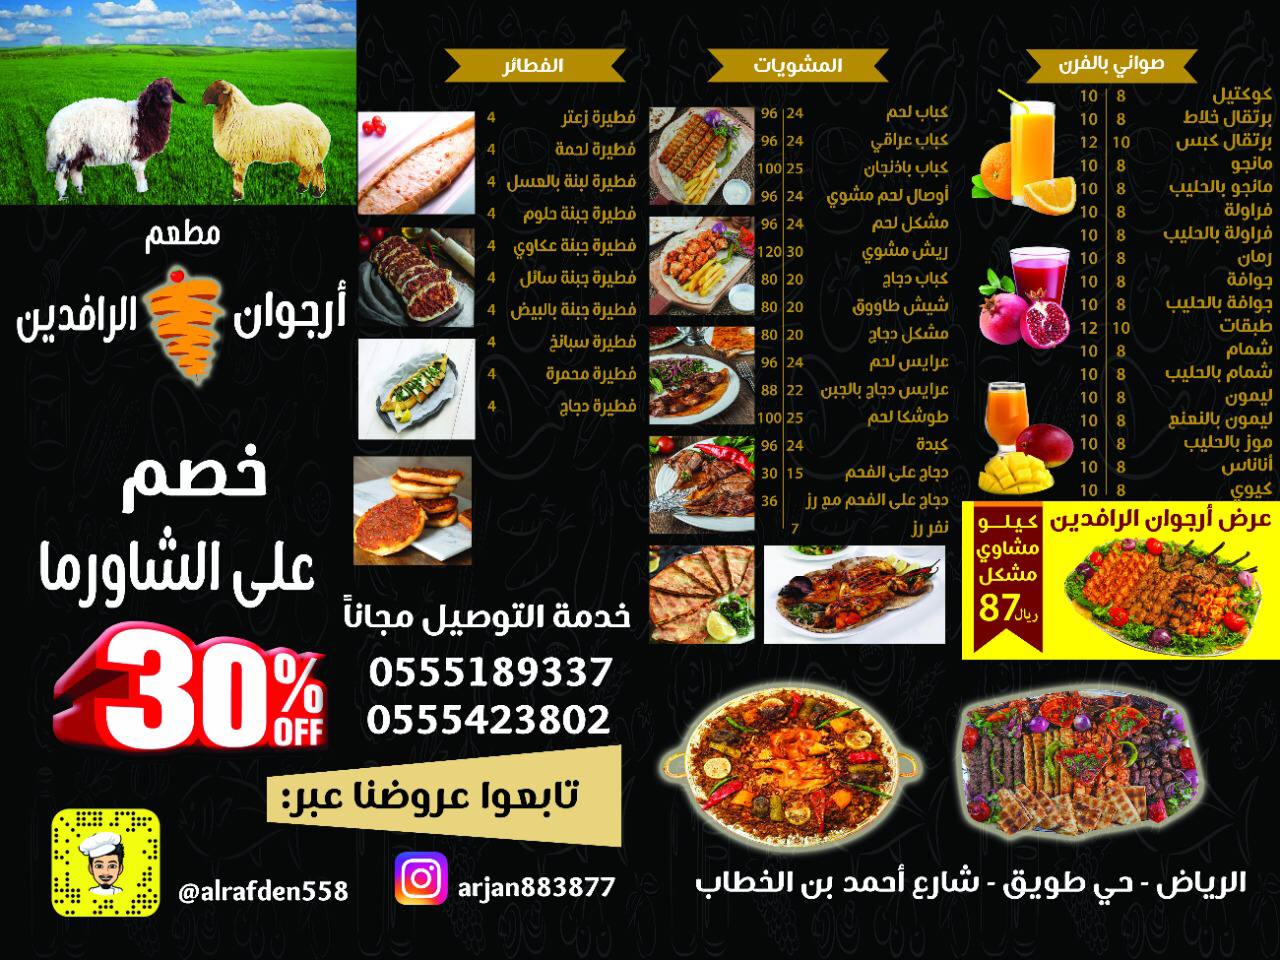 صواني بالفرن
كوكتيل 8 10
برتقال خلاط 8 10
برتقال كبس 10 12
مانجو 8 10
مانجو بالحليب 8 10
فراولة 8 10
فراولة بالحليب 8 10
رمان 8 10
جوافة 8 10
جوافة بالحليب 8 10
طبقات 10 12
شمام 8 10
شمام بالحليب 8 10
ليمون 8 10
ليمون بالنعنع 8 10
موز بالحليب 8 10
أناناس 8 10
كيوي 8 10
عرض أرجوان الرافدين
كيلــو
مشاوي
مشكل
87 ريال
المشويات
كباب لحم 24 96
كباب عراقي 24 96
كباب باذنجان 25 100
أوصال لحم مشوي 24 96
مشكل لحم 24 96
ريش مشوي 30 120
كباب دجاج 20 80
شيش طاووق 20 80
مشكل دجاج 20 80
عرايس لحم 24 96
عرايس دجاج بالجبن 22 88
طوشكا لحم 25 100
كبدة 24 96
دجاج على الفحم 15 30
دجاج على الفحم مع رز 36
نفر رز 7
الفطائر
فطيرة زعتر 4
فطيرة لحمة 4
فطيرة لبنة بالعسل 4
فطيرة جبنة حلوم 4
فطيرة جبنة عكاوي 4
فطيرة جبنة سائل 4
فطيرة جبنة بالبيض 4
فطيرة سبانخ 4
فطيرة محمرة 4
فطيرة دجاج 4
خدمة التوصيل مجاناً
0555189337
0555423802
تابعوا عروضنا عبر:
arjan883877
@alrafden558
مطعم
أرجوان الرافدين
خصم
على الشاورما
30%
OFF
الرياض - حي طويق - شارع أحمد بن الخطاب